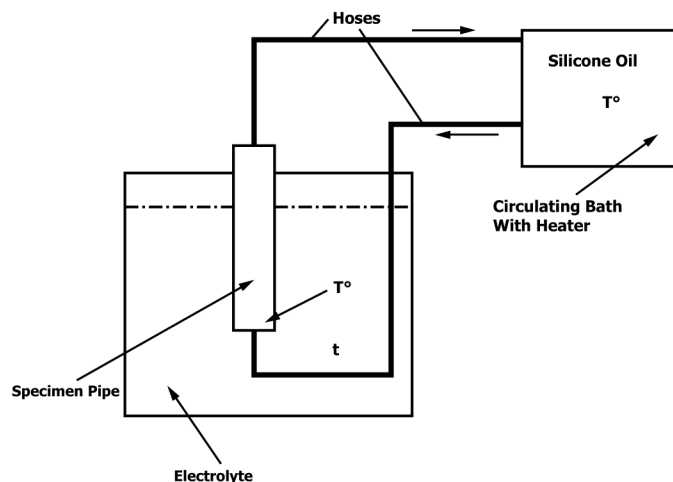 Hoses
Silicone Oil
T°
Circulating Bath
With Heater
T°
t
Specimen Pipe
Electrolyte